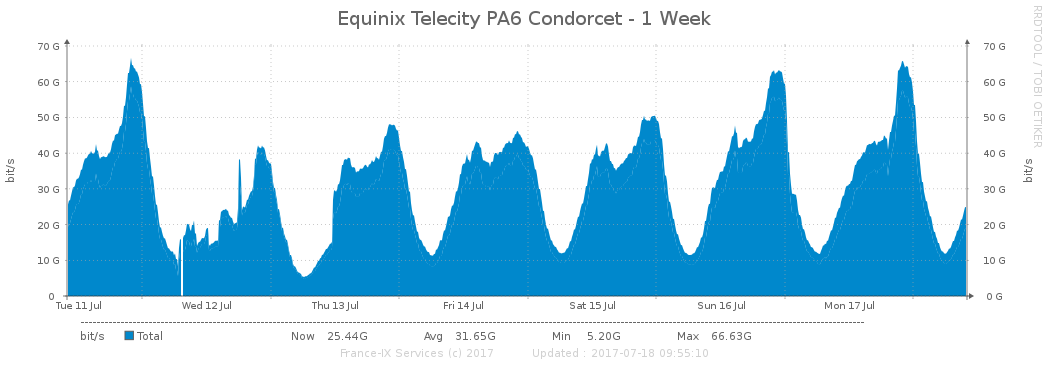 Equinix Telecity PA6 Condorcet - 1 Week
RRDTOOL / TOBI OETIKER
bit/s
70 G
60 G
50 G
40 G
30 G
20 G
10 G
0
70 G
60 G
50 G
40 G
30 G
20 G
10 G
0 G
bit/s
Tue 11 Jul Wed 12 Jul Thu 13 Jul Fri 14 Jul Sat 15 Jul Sun 16 Jul Mon 17 Jul
bit/s Total Now 25.44G Avg 31.65G Min 5.20G Max 66.63G
France-IX Services (c) 2017 Updated : 2017-07-18 09:55:10